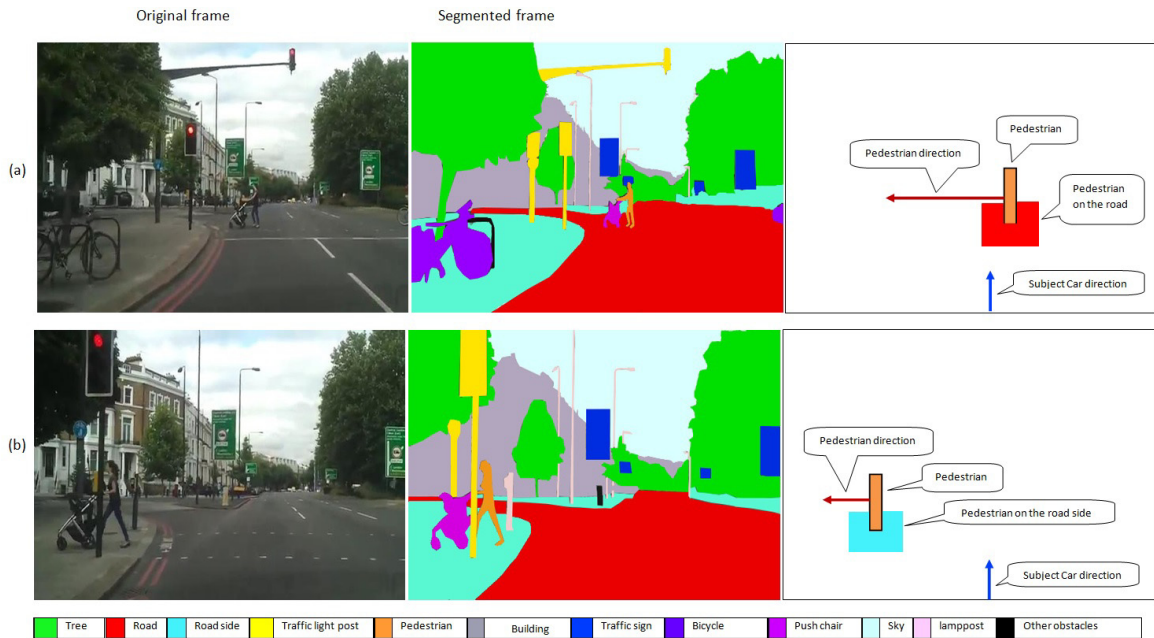 Original frame
Segmented frame
(a)
Pedestrian
Pedestrian direction
Pedestrian
on the road
Subject Car direction
(b)
Pedestrian direction
Pedestrian
Pedestrian on the road side
Subject Car direction
Tree Road Road side Traffic light post Pedestrian Building Traffic sign Bicycle Push chair Sky lamppost Other obstacles